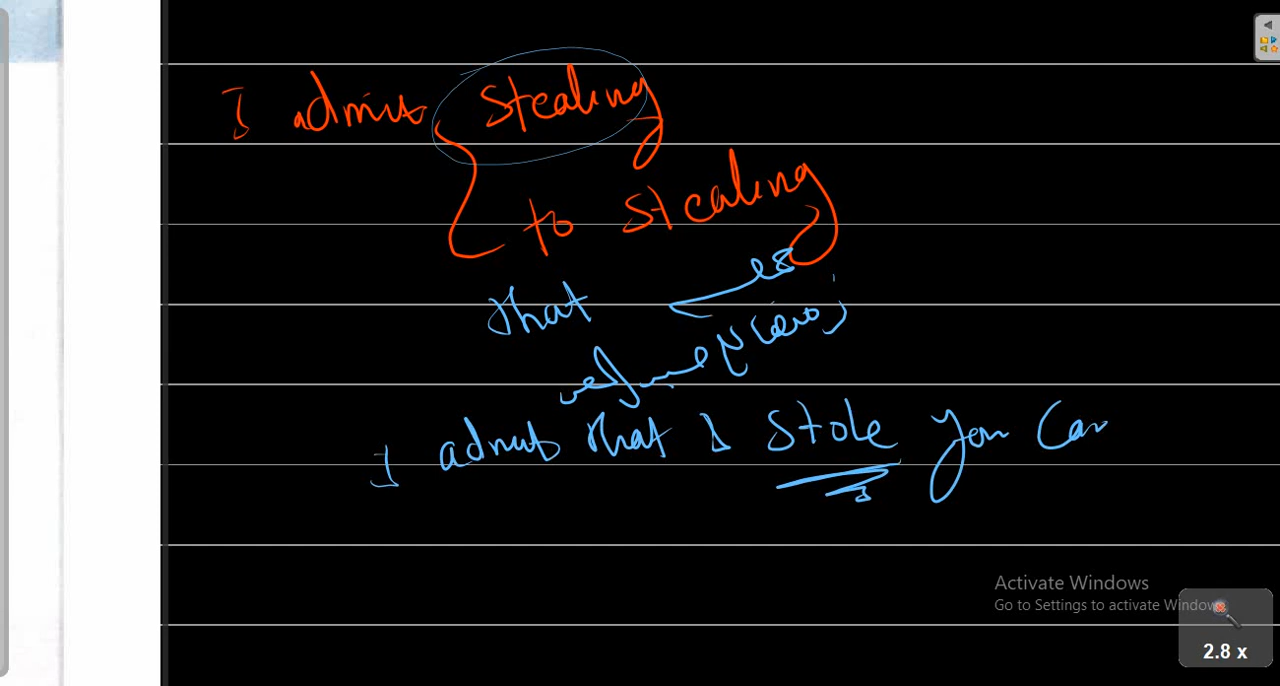 I admit stealing
to stealing
that
I admit that I stole you car
Activate Windows
Go to Settings to activate Windows
2.8 x